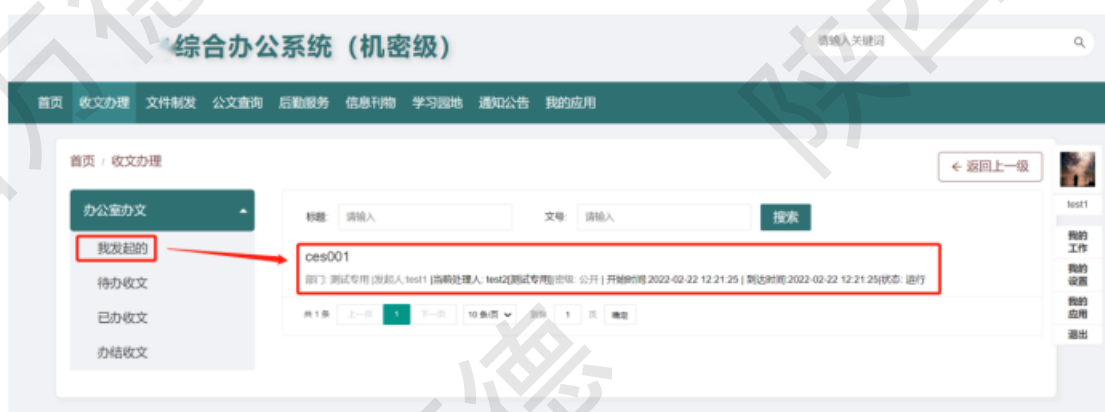 综合办公系统（机密级）
请输入关键词
首页 收文办理 文件制发 公文查询 后勤服务 信息刊物 学习园地 通知公告 我的应用
首页 / 收文办理
← 返回上一级
办公室办文
标题: 请输入 文号: 请输入 搜索
test1
我发起的
ces001
部门: 测试专用 |发起人:test1 |当前处理人: test2[测试专用]|密级: 公开 | 开始时间:2022-02-22 12:21:25 | 到达时间:2022-02-22 12:21:25|状态: 进行
待办收文
共 1 条 上一页 1 下一页 10 条/页 到第 1 页 确定
已办收文
办结收文
我的
工作
我的
设置
我的
应用
退出
万德
陕西
德